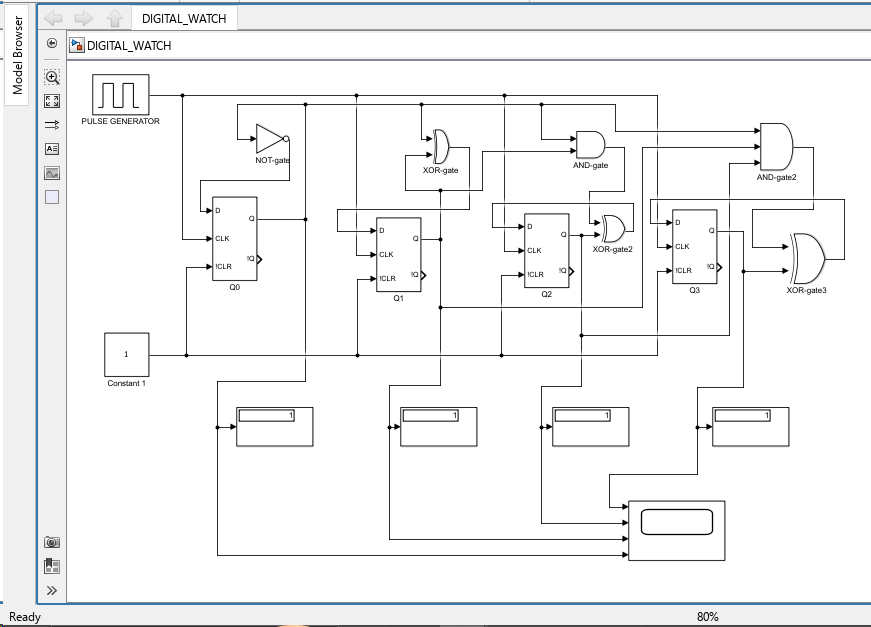 Model Browser
DIGITAL_WATCH
DIGITAL_WATCH
PULSE GENERATOR
NOT-gate
XOR-gate
AND-gate
AND-gate2
D
Q
CLK
!Q
!CLR
Q0
D
Q
CLK
!Q
!CLR
Q1
D
Q
CLK
!Q
!CLR
Q2
XOR-gate2
D
Q
CLK
!Q
!CLR
Q3
XOR-gate3
1
Constant 1
1
1
1
1
Ready
80%